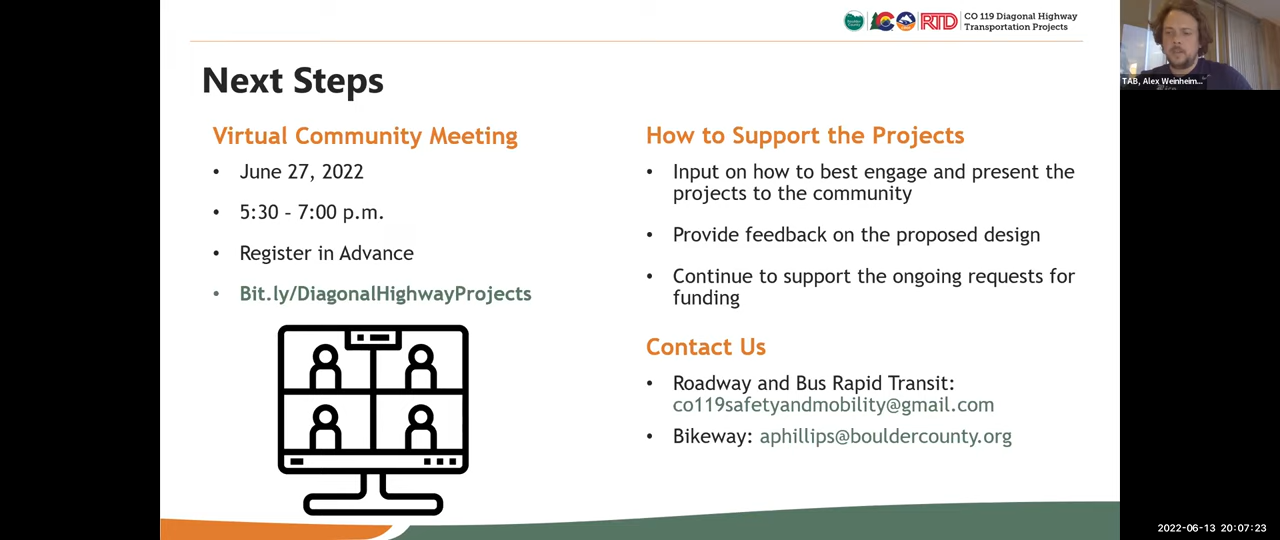 CO 119 Diagonal Highway
Transportation Projects
RTD
Next Steps
Virtual Community Meeting
• June 27, 2022
• 5:30 – 7:00 p.m.
• Register in Advance
• Bit.ly/DiagonalHighwayProjects
How to Support the Projects
• Input on how to best engage and present the
projects to the community
• Provide feedback on the proposed design
• Continue to support the ongoing requests for
funding
Contact Us
• Roadway and Bus Rapid Transit:
co119safetyandmobility@gmail.com
• Bikeway: aphillips@bouldercounty.org
TAB, Alex Weinheim...
2022-06-13 20:07:23